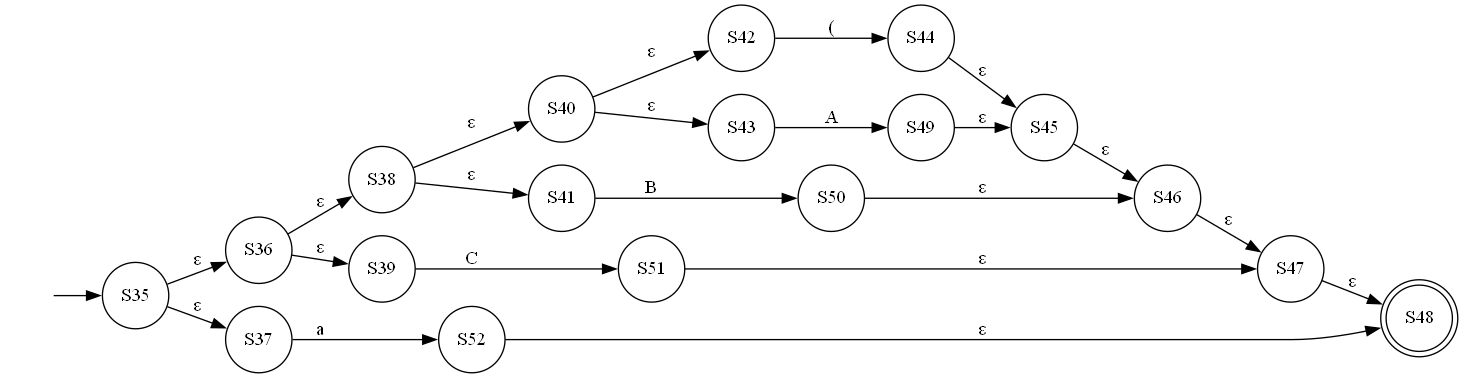 S42 ( S44
ε ε
S40 ε S43 A S49 ε S45
ε ε
S38 ε S41 B S50 ε S46
ε ε
S36 ε S39 C S51 ε S47
ε ε
S35 ε S37 a S52 ε S48